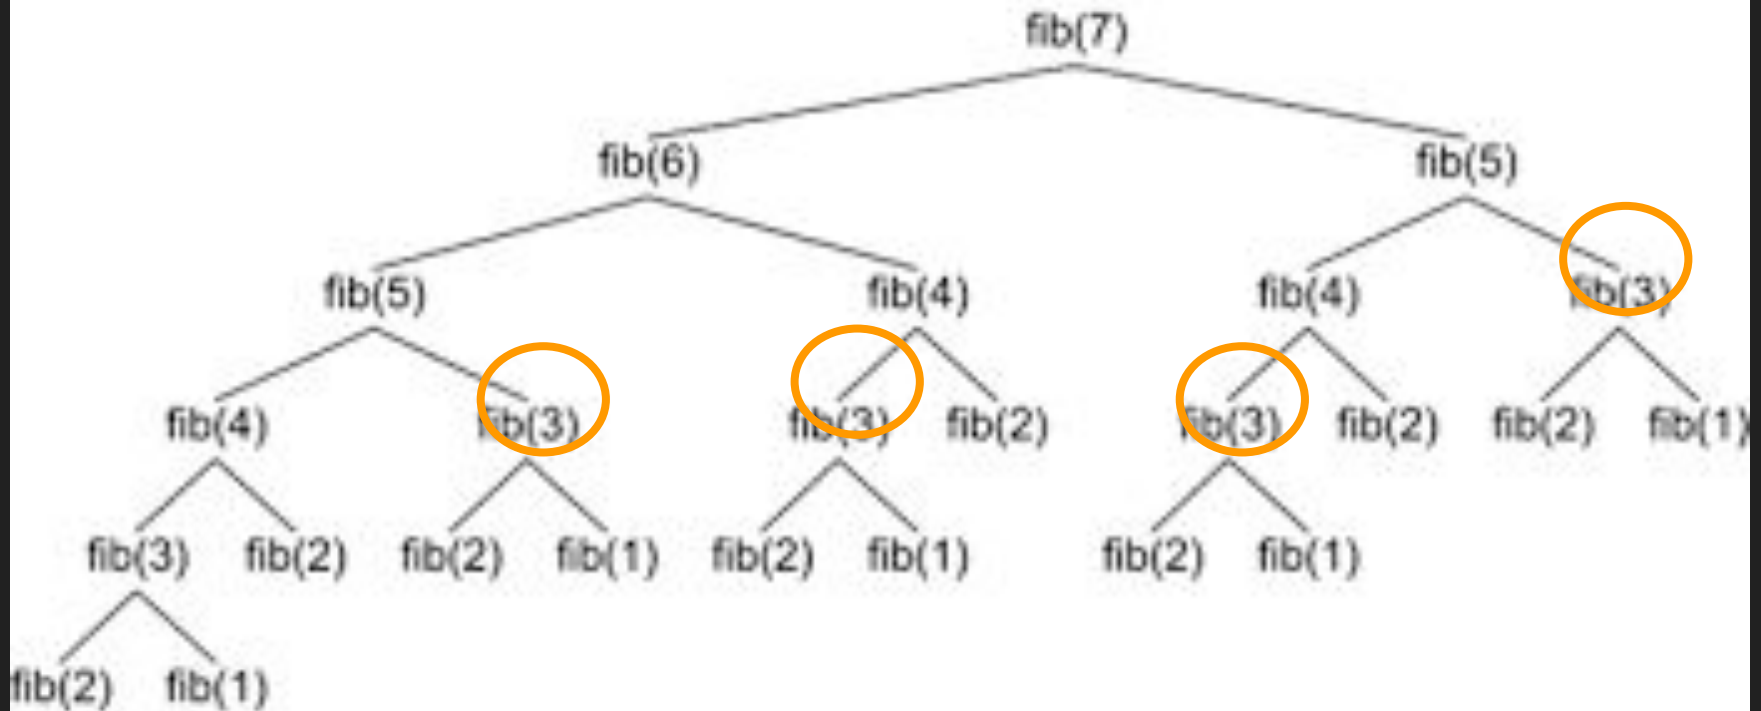 fib(7)
fib(6) fib(5)
fib(5) fib(4) fib(4) fib(3)
fib(4) fib(3) fib(3) fib(2) fib(3) fib(2) fib(2) fib(1)
fib(3) fib(2) fib(2) fib(1) fib(2) fib(1) fib(2) fib(1)
fib(2) fib(1)